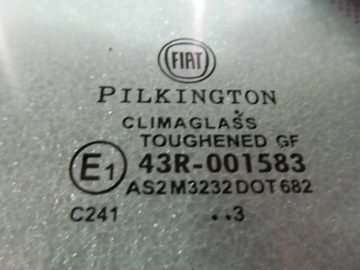 FIAT
PILKINGTON
CLIMAGLASS
TOUGHENED GF
E1 43R-001583
AS2 M3232 DOT 682
C241 ..3